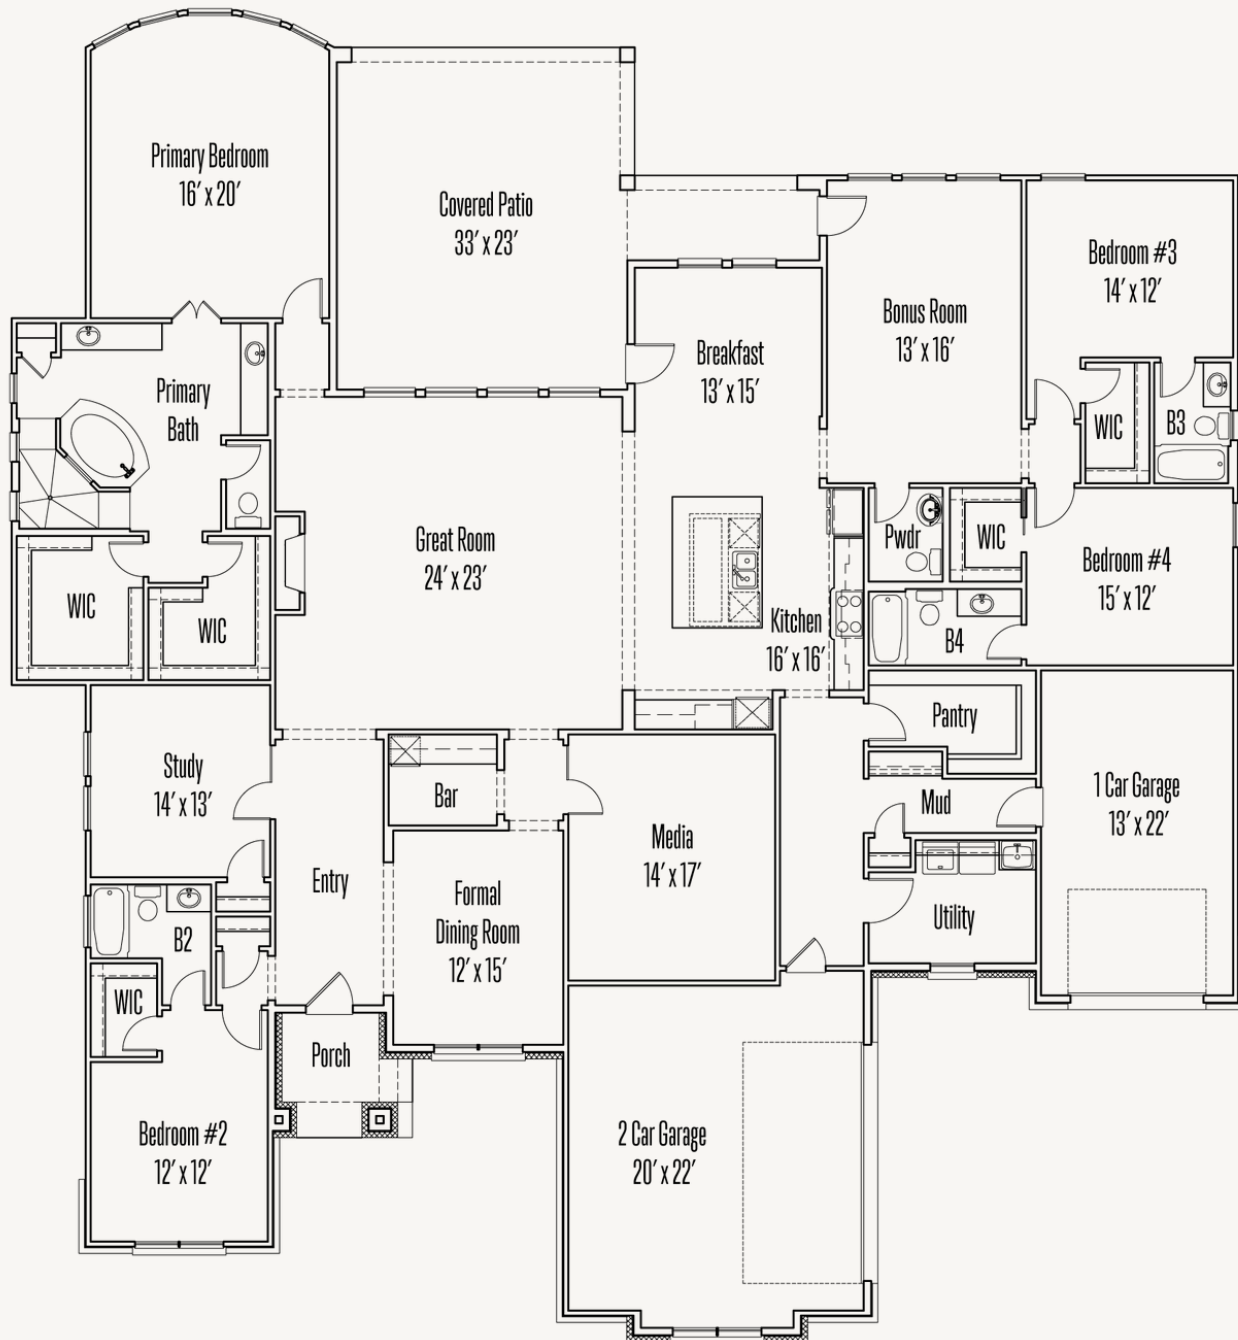 Primary Bedroom
16' x 20'
Covered Patio
33' x 23'
Bedroom #3
14' x 12'
Bonus Room
13' x 16'
Breakfast
13' x 15'
Primary
Bath
WIC
B3
Great Room
24' x 23'
Pwdr
WIC
Bedroom #4
15' x 12'
WIC
WIC
Kitchen
16' x 16'
B4
Pantry
Study
14' x 13'
Bar
Mud
1 Car Garage
13' x 22'
Media
14' x 17'
Entry
Formal
Dining Room
12' x 15'
Utility
B2
WIC
Porch
Bedroom #2
12' x 12'
2 Car Garage
20' x 22'